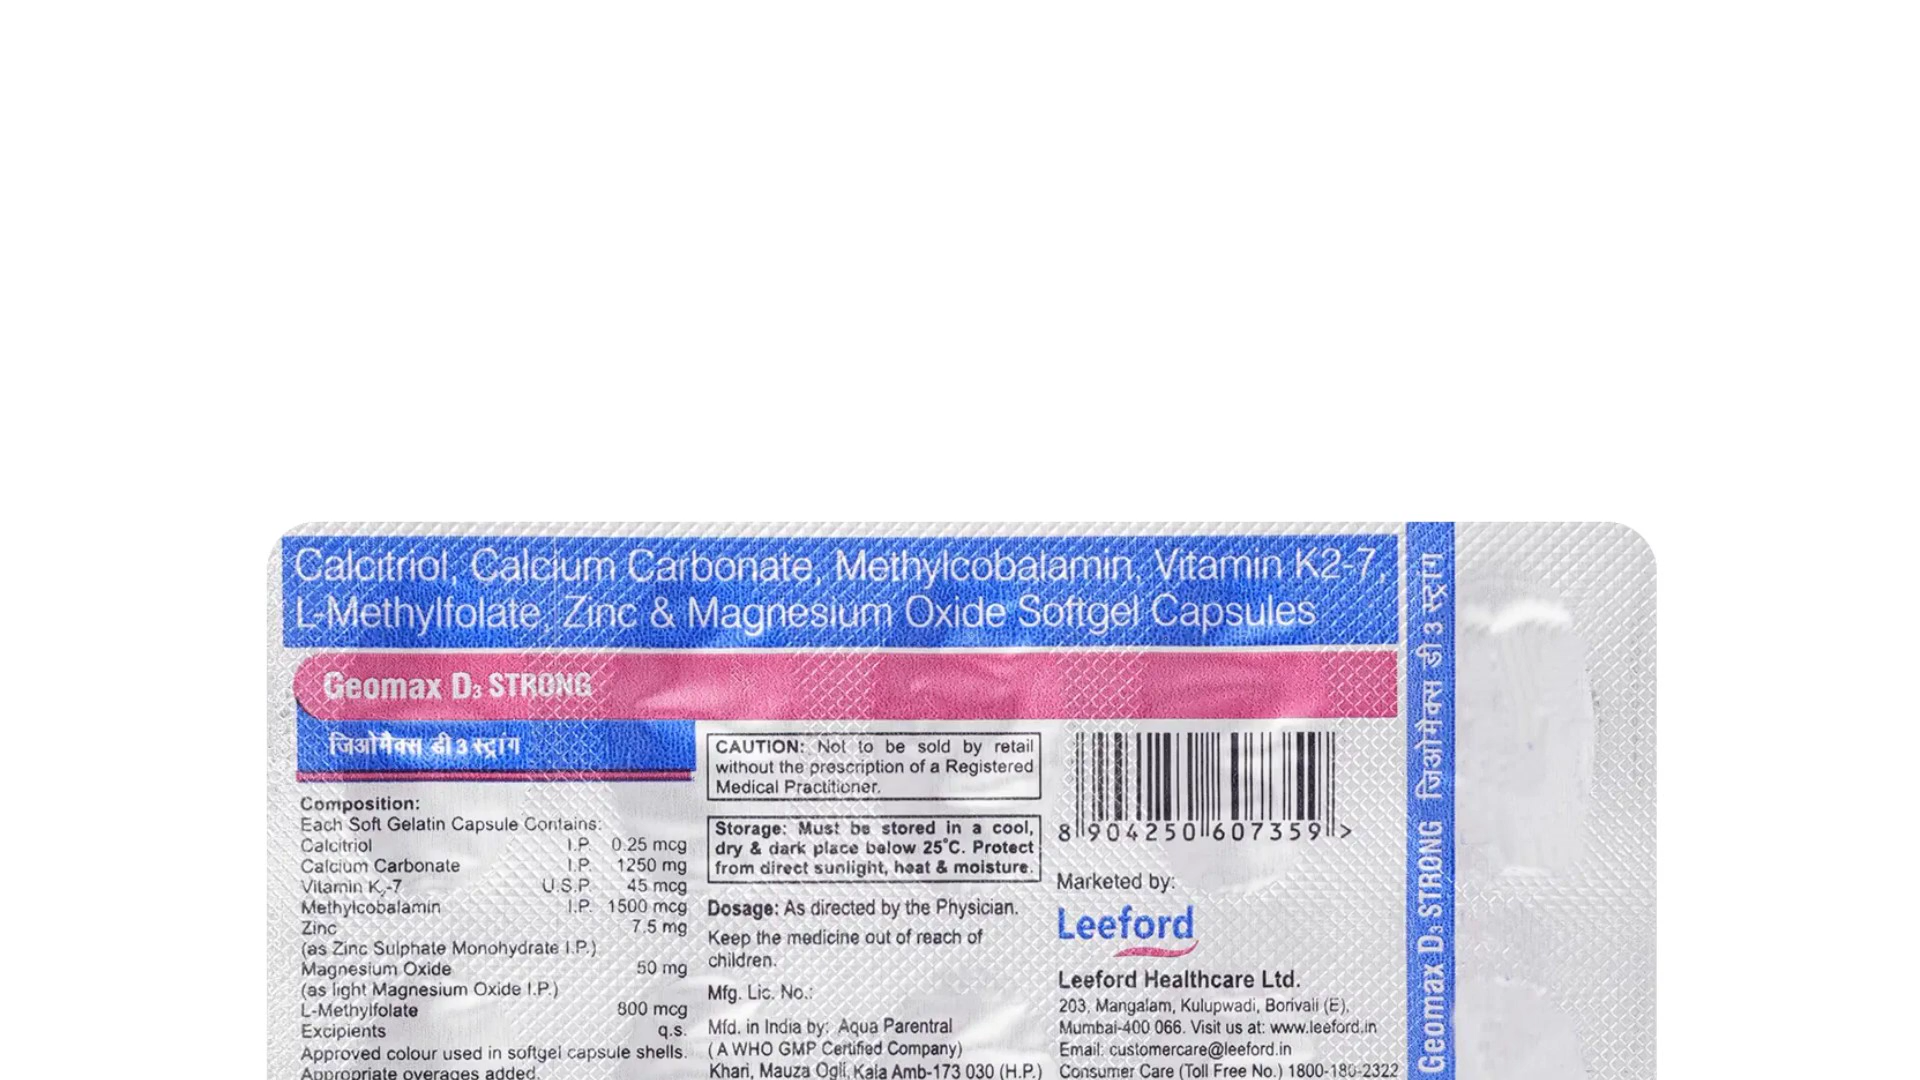 Calcitriol, Calcium Carbonate, Methylcobalamin, Vitamin K2-7,
L-Methylfolate, Zinc & Magnesium Oxide Softgel Capsules
Geomax D3 STRONG
जिओमैक्स डी 3 स्ट्रांग
Composition:
Each Soft Gelatin Capsule Contains:
Calcitriol I.P. 0.25 mcg
Calcium Carbonate I.P. 1250 mg
Vitamin K2-7 U.S.P. 45 mcg
Methylcobalamin I.P. 1500 mcg
Zinc 7.5 mg
(as Zinc Sulphate Monohydrate I.P.)
Magnesium Oxide 50 mg
(as light Magnesium Oxide I.P.)
L-Methylfolate 800 mcg
Excipients q.s.
Approved colour used in softgel capsule shells.
Appropriate overages added.
CAUTION: Not to be sold by retail
without the prescription of a Registered
Medical Practitioner.
Storage: Must be stored in a cool,
dry & dark place below 25°C. Protect
from direct sunlight, heat & moisture.
Dosage: As directed by the Physician.
Keep the medicine out of reach of
children.
Mfg. Lic. No.:
Mfd. in India by: Aqua Parentral
(A WHO GMP Certified Company)
Khari, Mauza Ogli, Kala Amb-173 030 (H.P.)
8 904250 607359 >
Marketed by:
Leeford
Leeford Healthcare Ltd.
203, Mangalam, Kulupwadi, Borivali (E),
Mumbai-400 066. Visit us at: www.leeford.in
Email: customercare@leeford.in
Consumer Care (Toll Free No.) 1800-180-2322
Geomax D3 STRONG जिओमैक्स डी 3 स्ट्रांग